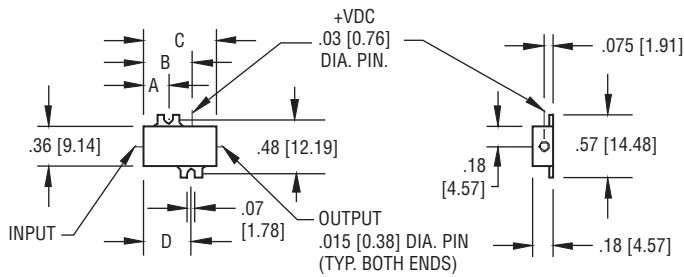 +VDC
.03 [0.76]
DIA. PIN.
C
B
A
.075 [1.91]
.36 [9.14]
.48 [12.19]
.57 [14.48]
.18
[4.57]
.07
[1.78]
INPUT
D
OUTPUT
.015 [0.38] DIA. PIN
(TYP. BOTH ENDS)
.18 [4.57]